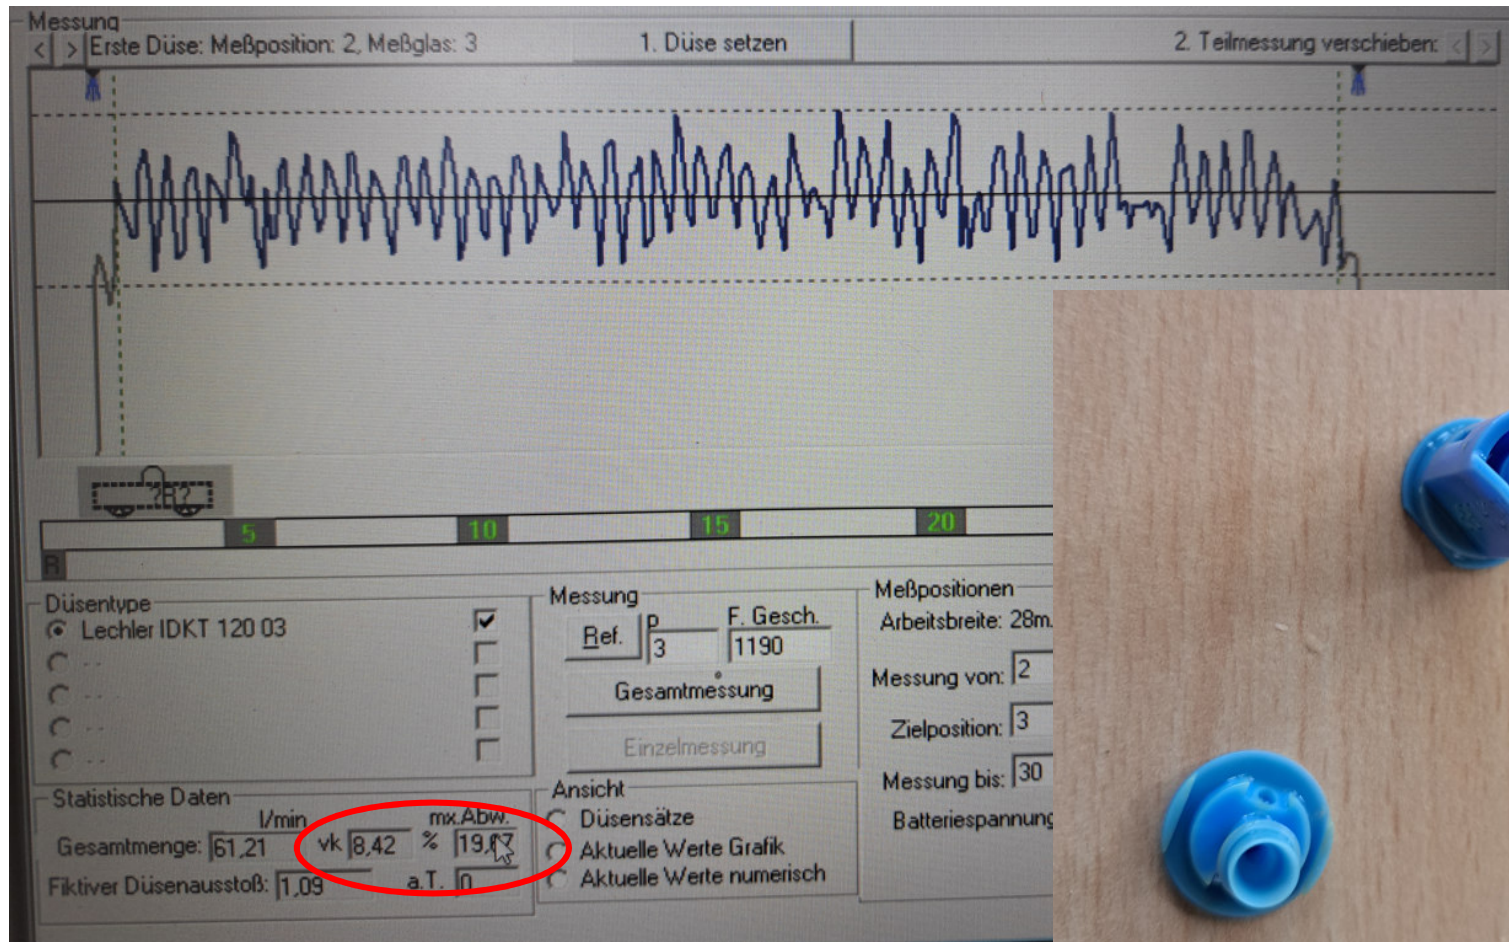 Messung
< > Erste Düse: Meßposition: 2, Meßglas: 3
1. Düse setzen
2. Teilmessung verschieben: < >
?R?
5 10 15 20
R
Düsentype
Lechler IDKT 120 03
Messung
Ref.
p
3
F. Gesch.
1190
Gesamtmessung
Einzelmessung
Meßpositionen
Arbeitsbreite: 28m.
Messung von: 2
Zielposition: 3
Messung bis: 30
Batteriespannung
Statistische Daten
l/min
mx.Abw.
Gesamtmenge: 61,21 vk 8,42 %
Fiktiver Düsenausstoß: 1,09 a.T. 0
Ansicht
Düsensätze
Aktuelle Werte Grafik
Aktuelle Werte numerisch